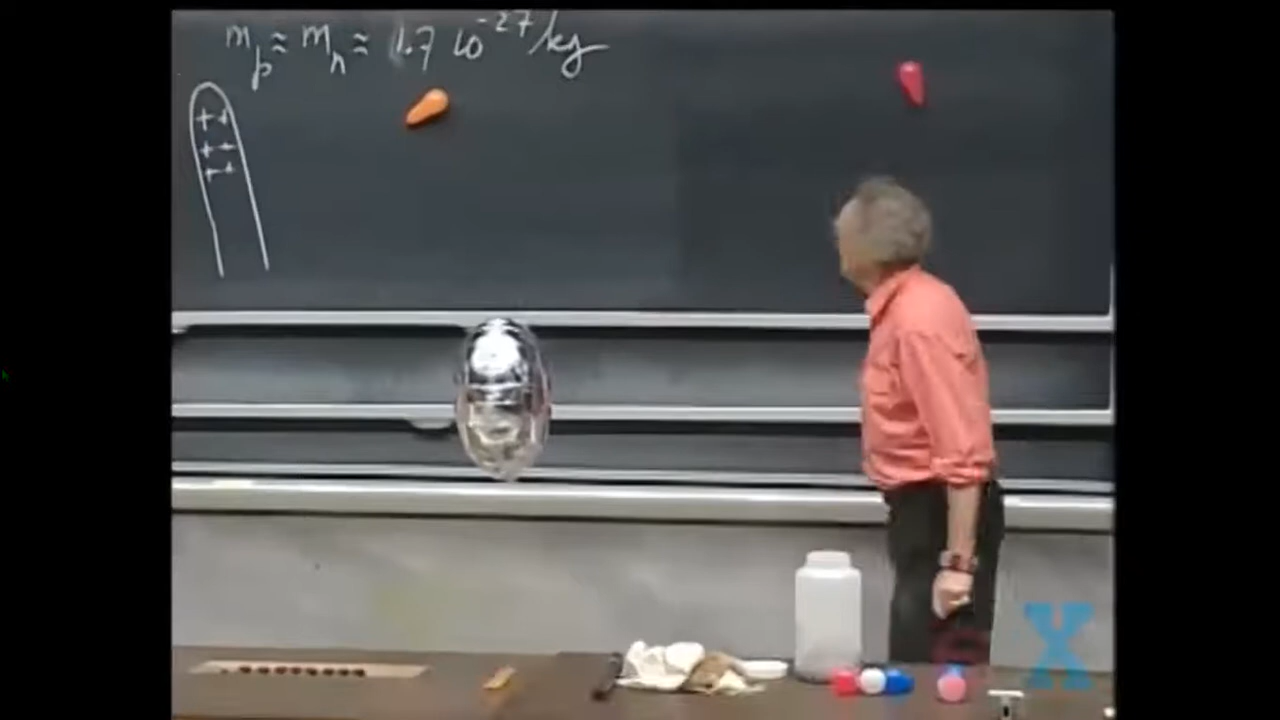 mₚ ≈ mₙ ≈ 1.7 10⁻²⁷ kg
++
++
++
X